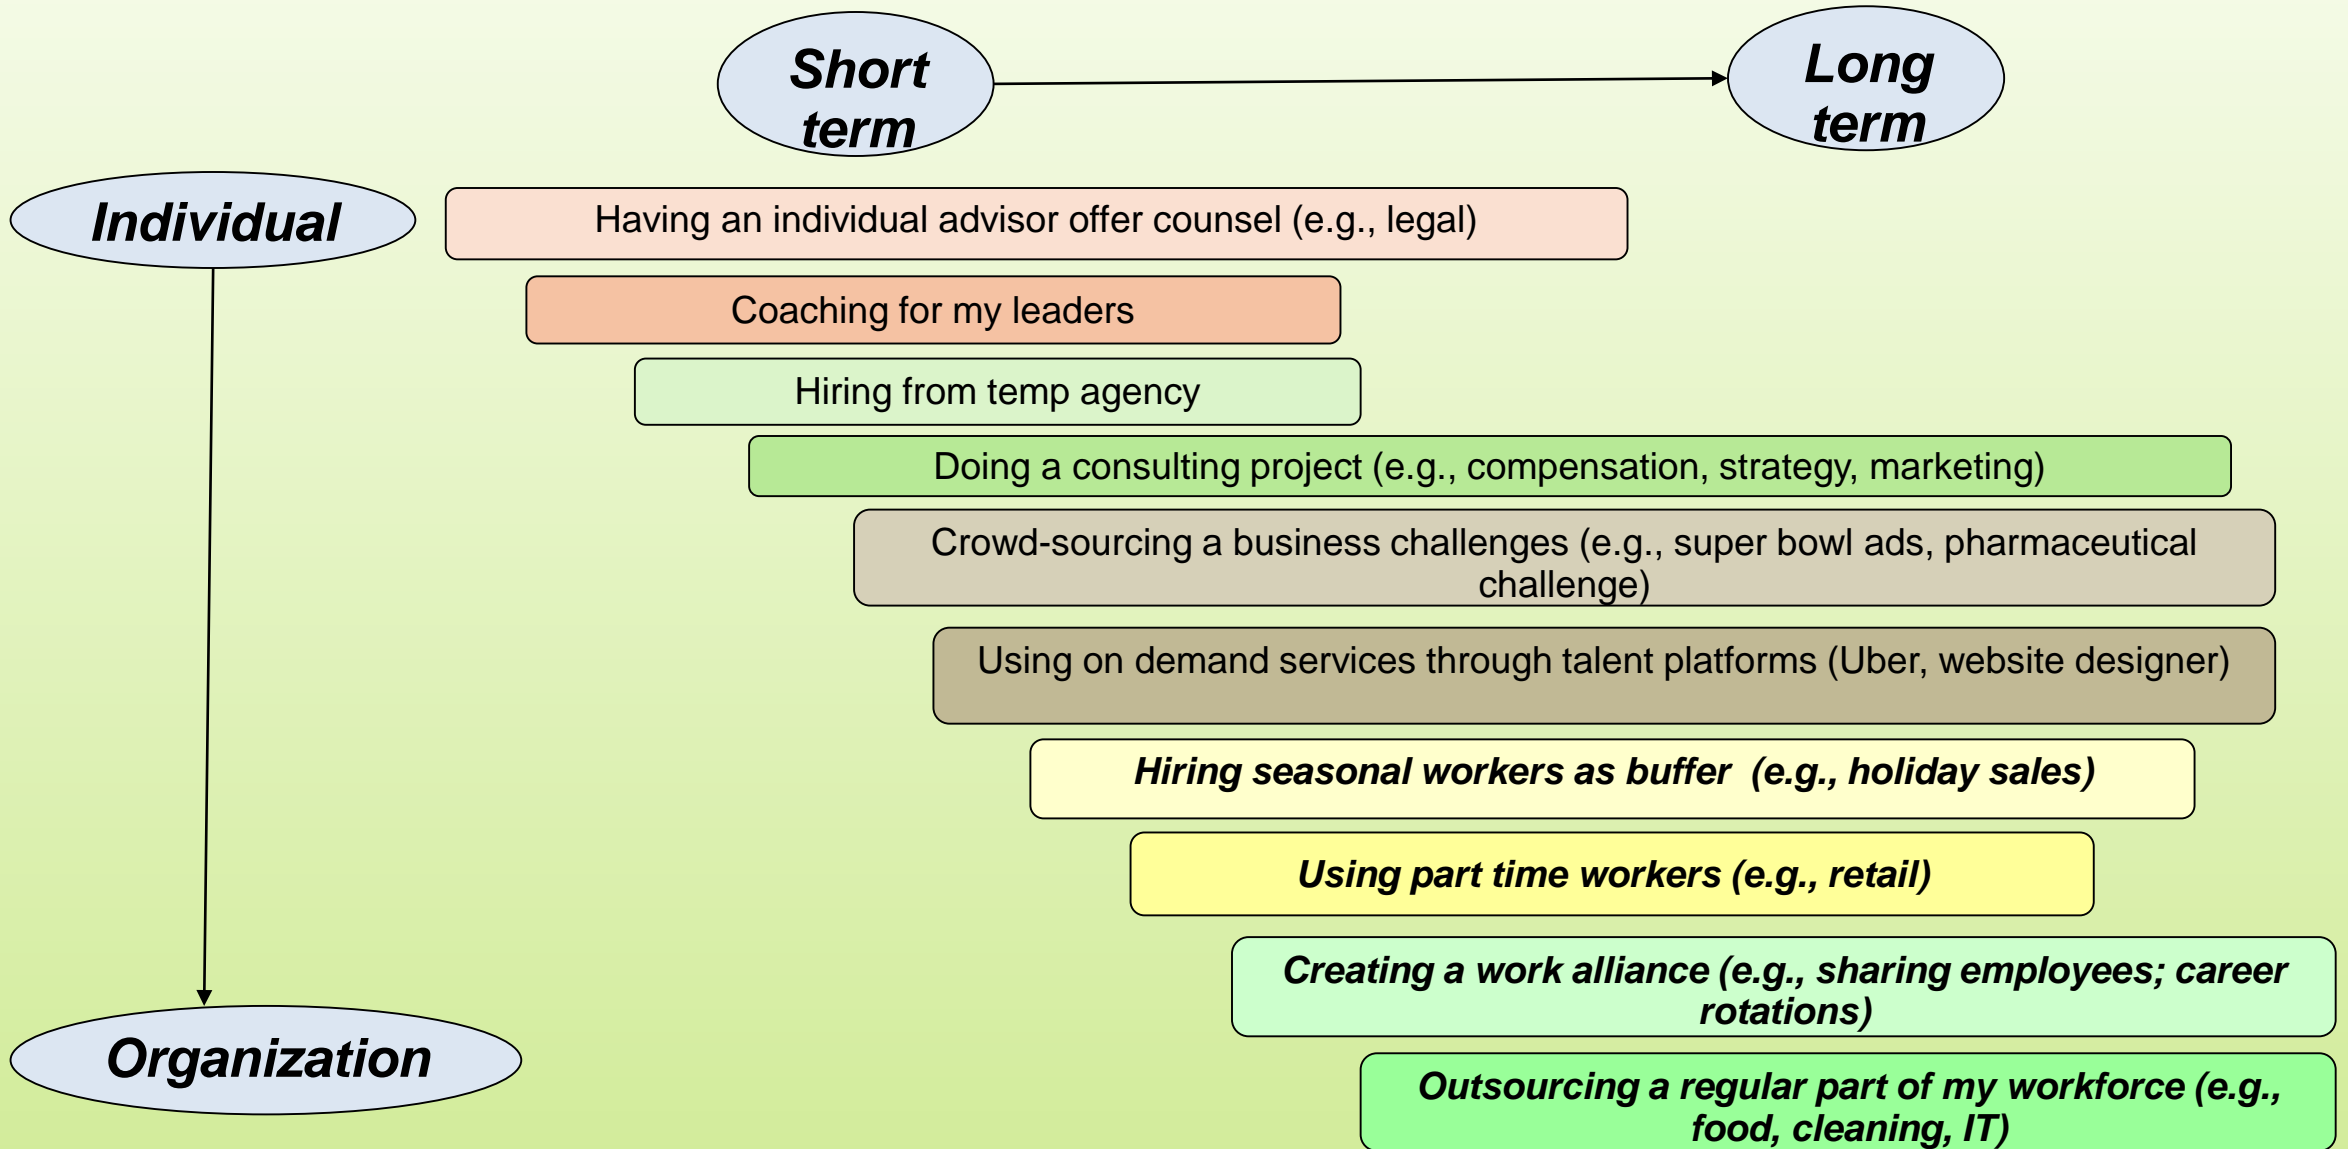 Short
term
Long
term
Individual
Having an individual advisor offer counsel (e.g., legal)
Coaching for my leaders
Hiring from temp agency
Doing a consulting project (e.g., compensation, strategy, marketing)
Crowd-sourcing a business challenges (e.g., super bowl ads, pharmaceutical
challenge)
Using on demand services through talent platforms (Uber, website designer)
Hiring seasonal workers as buffer  (e.g., holiday sales)
Using part time workers (e.g., retail)
Creating a work alliance (e.g., sharing employees; career
rotations)
Organization
Outsourcing a regular part of my workforce (e.g.,
food, cleaning, IT)